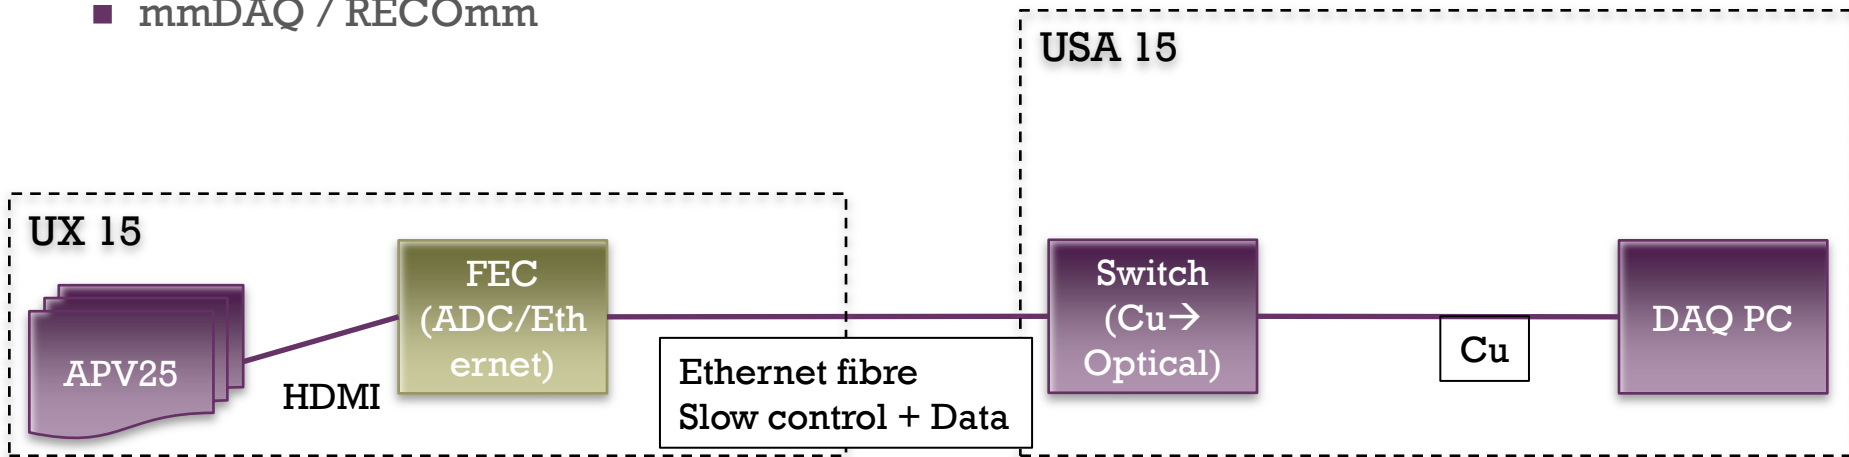 mmDAQ / RECOmm
USA 15
UX 15
APV25
HDMI
FEC
(ADC/Eth
ernet)
Ethernet fibre
Slow control + Data
Switch
(Cu→
Optical)
Cu
DAQ PC